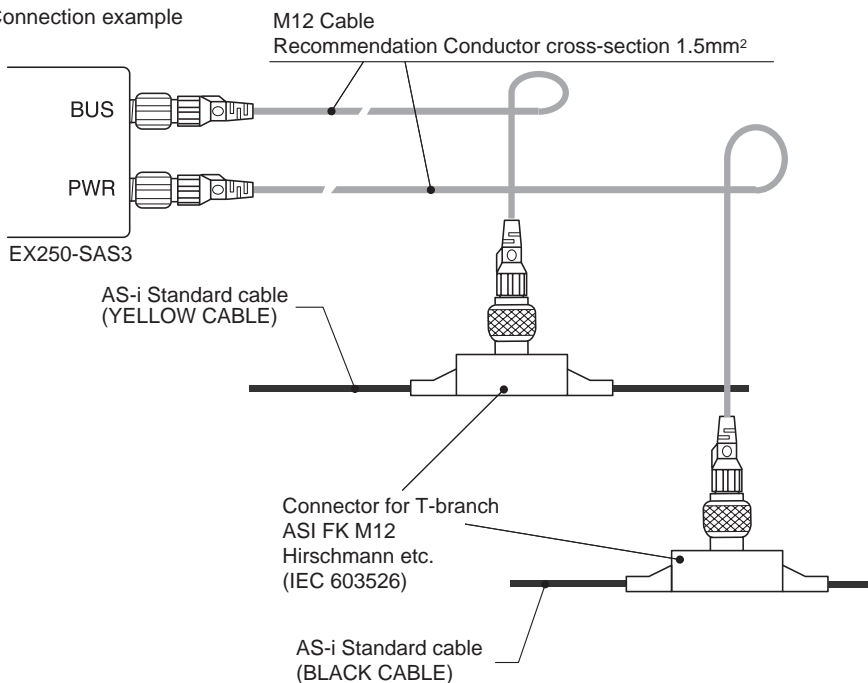 Connection example
M12 Cable
Recommendation Conductor cross-section 1.5mm²
BUS
PWR
EX250-SAS3
AS-i Standard cable
(YELLOW CABLE)
Connector for T-branch
ASI FK M12
Hirschmann etc.
(IEC 603526)
AS-i Standard cable
(BLACK CABLE)